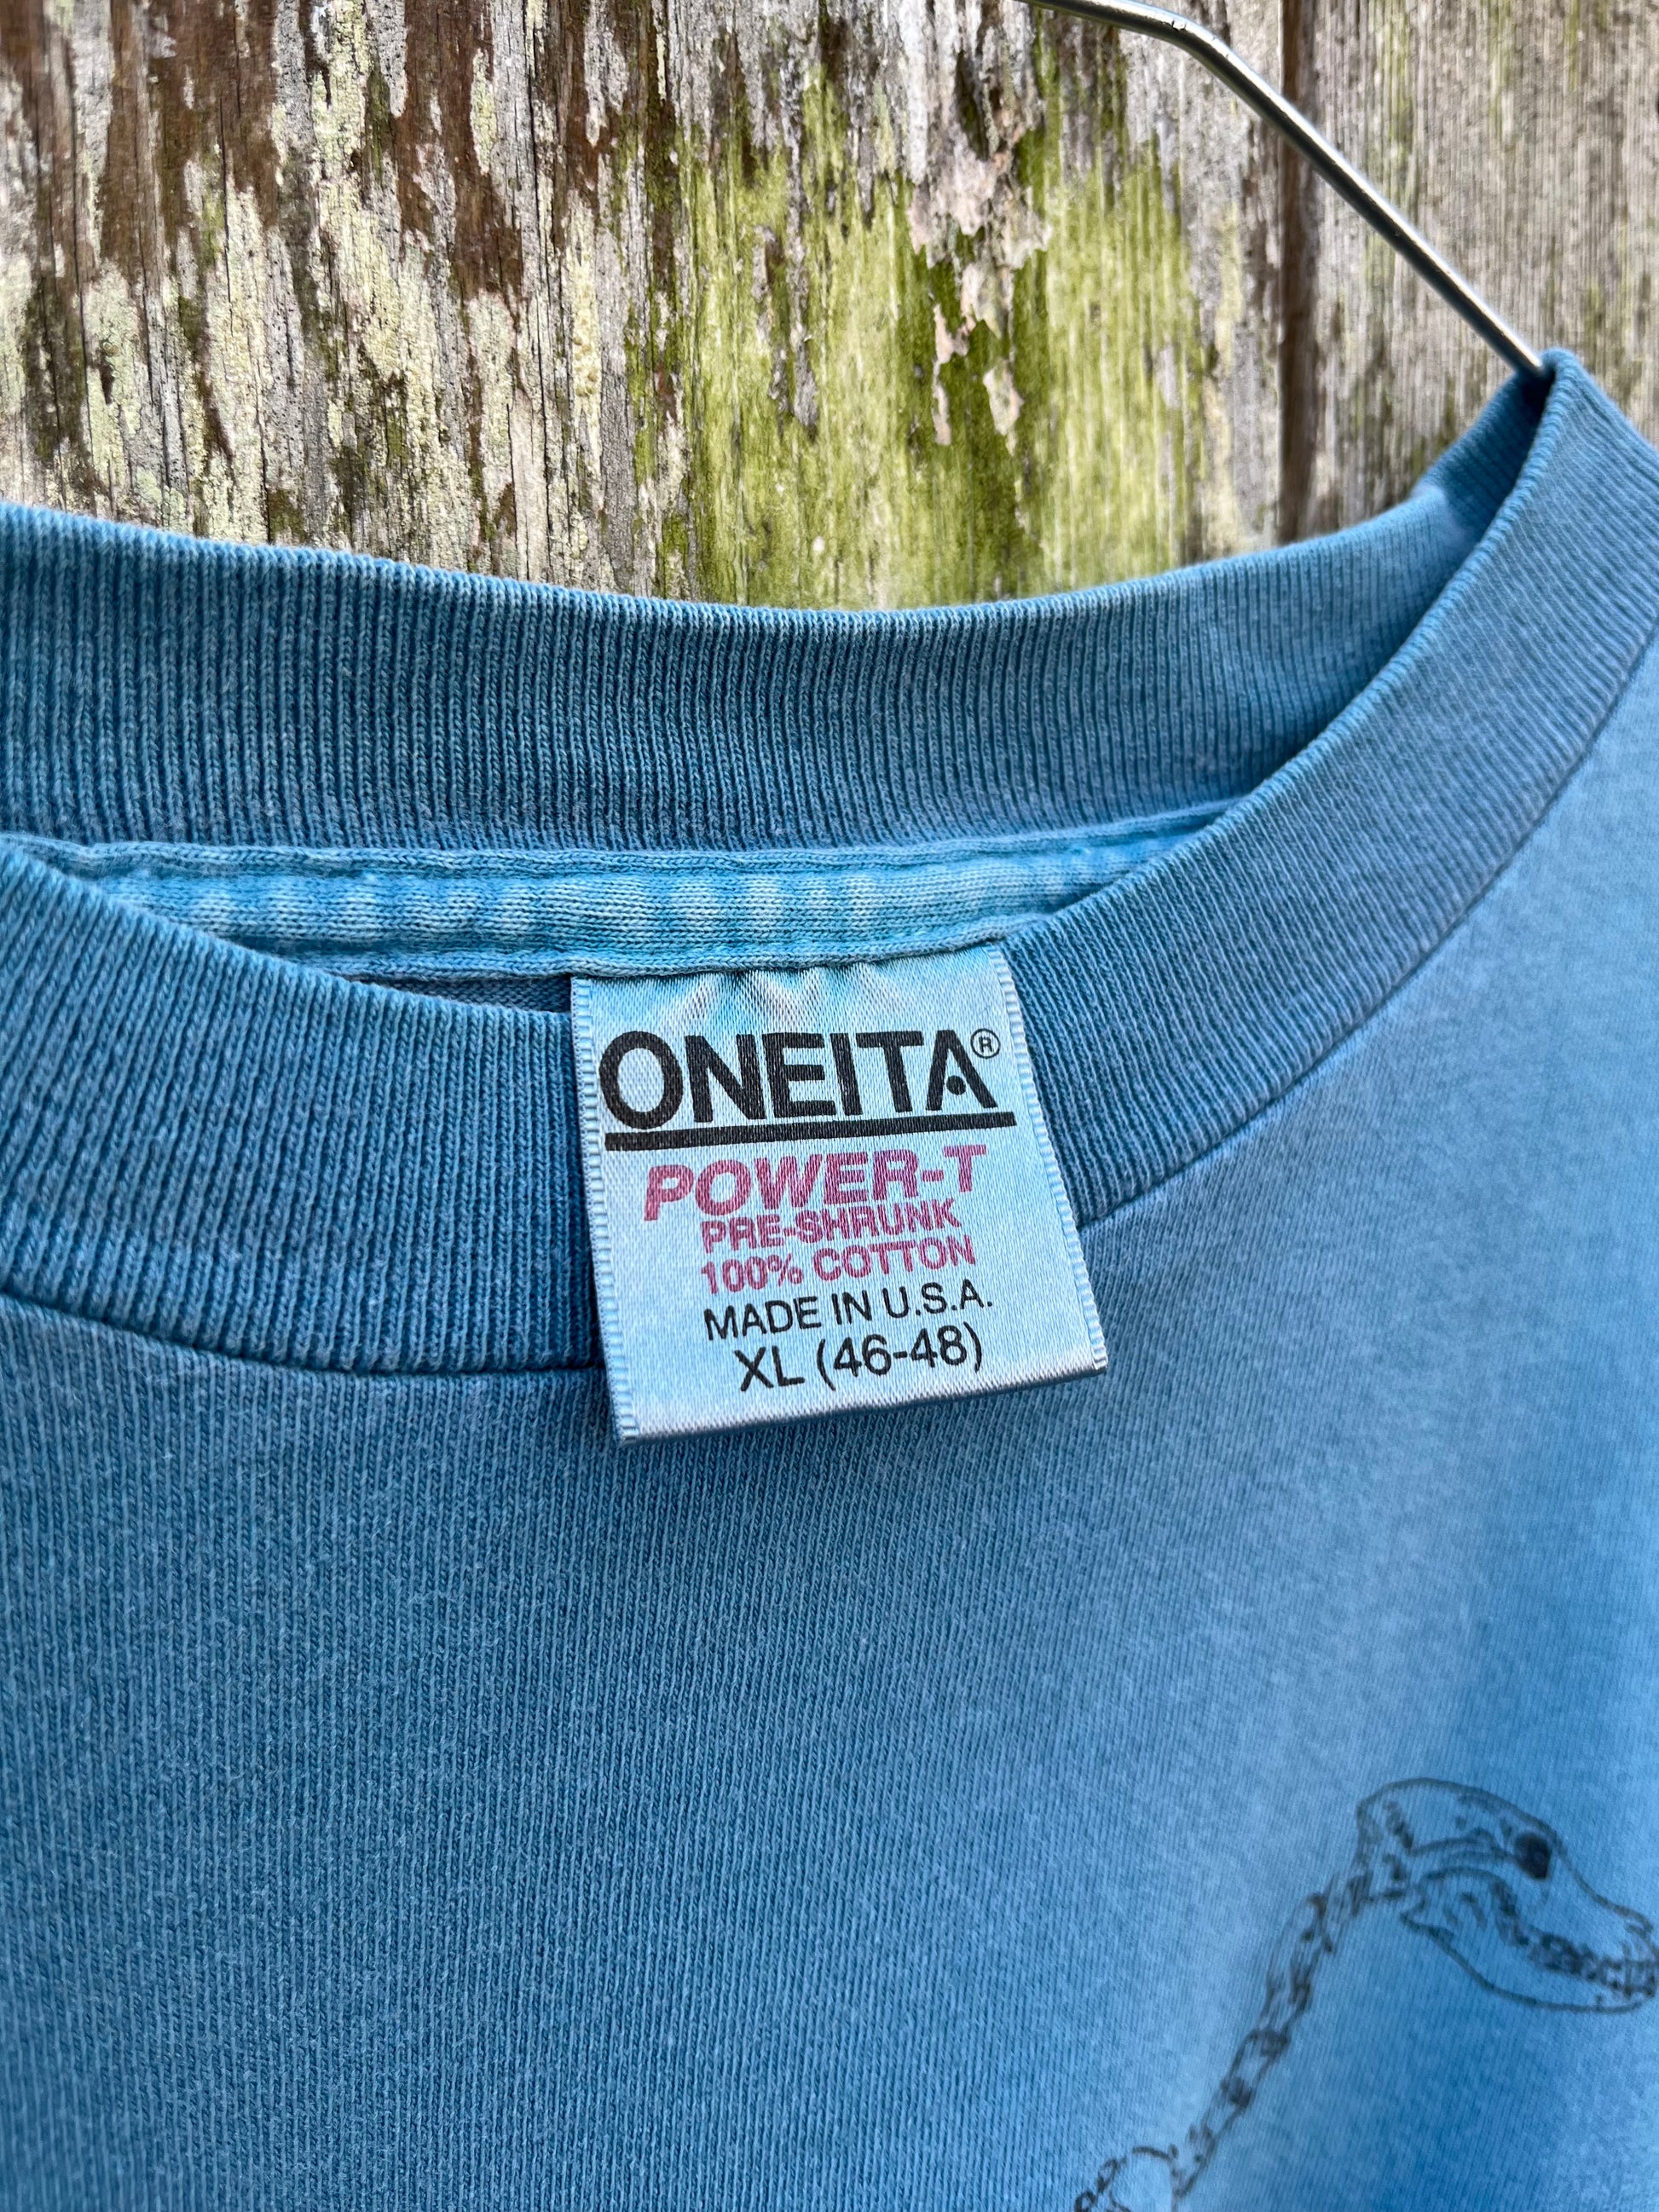 ONEITA®
POWER-T
PRE-SHRUNK
100% COTTON
MADE IN U.S.A.
XL (46-48)